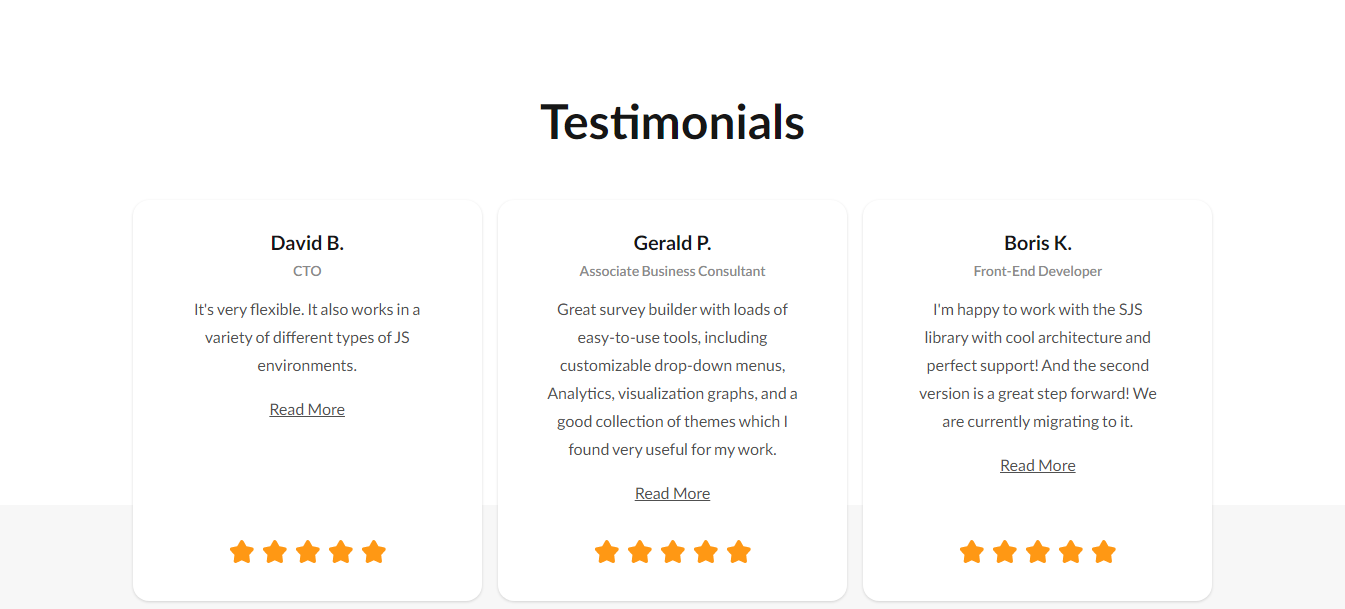 Testimonials
David B.
CTO
It's very flexible. It also works in a
variety of different types of JS
environments.
Read More
Gerald P.
Associate Business Consultant
Great survey builder with loads of
easy-to-use tools, including
customizable drop-down menus,
Analytics, visualization graphs, and a
good collection of themes which I
found very useful for my work.
Read More
Boris K.
Front-End Developer
I'm happy to work with the SJS
library with cool architecture and
perfect support! And the second
version is a great step forward! We
are currently migrating to it.
Read More